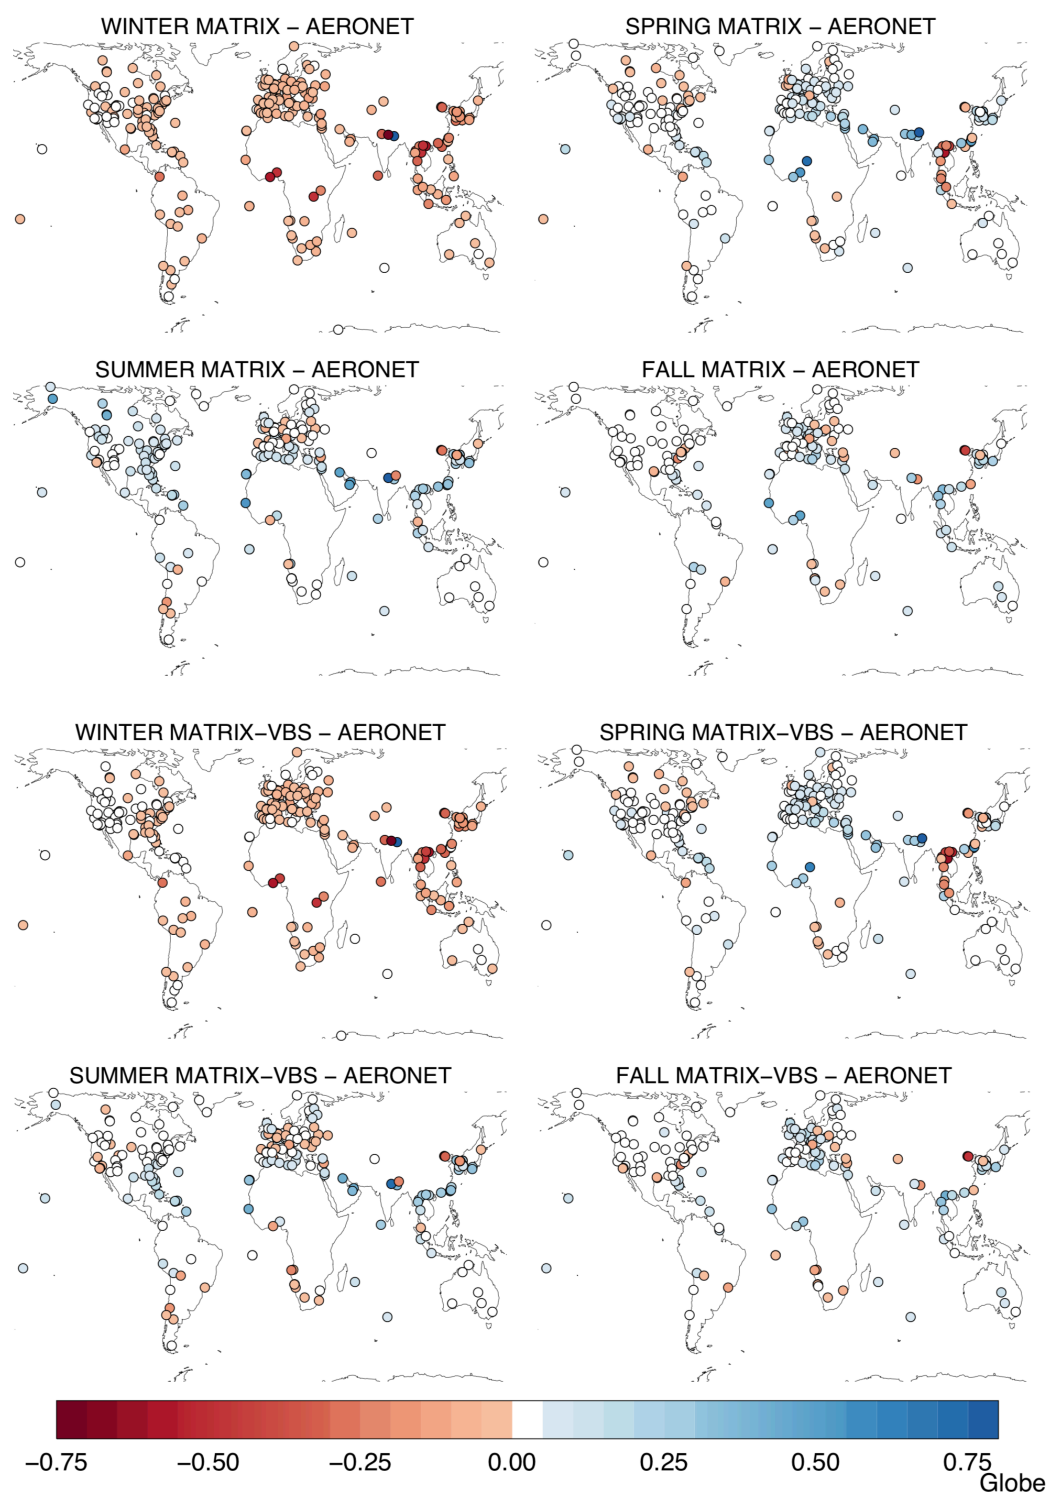 WINTER MATRIX − AERONET
SPRING MATRIX − AERONET
SUMMER MATRIX − AERONET
FALL MATRIX − AERONET
WINTER MATRIX−VBS − AERONET
SPRING MATRIX−VBS − AERONET
SUMMER MATRIX−VBS − AERONET
FALL MATRIX−VBS − AERONET
−0.75 −0.50 −0.25 0.00 0.25 0.50 0.75
Globe